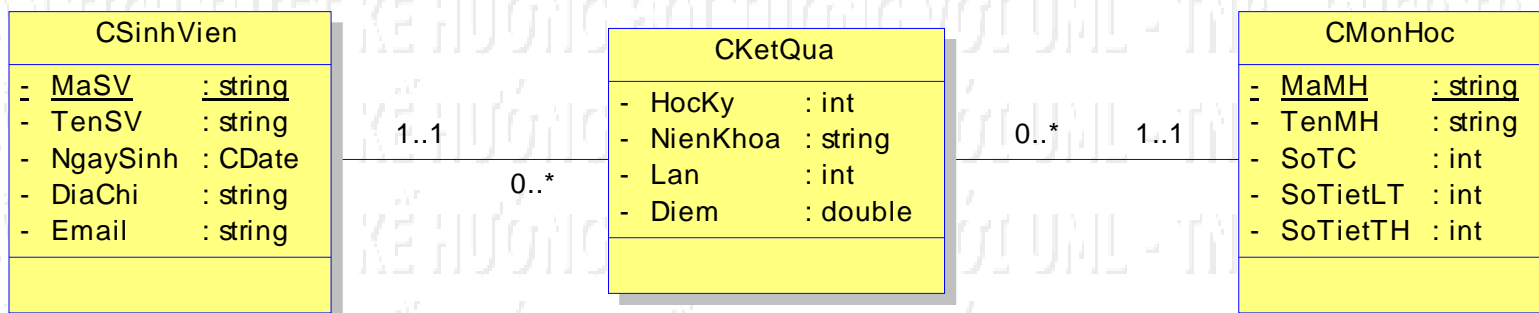 CSinhVien
- MaSV : string
- TenSV : string
- NgaySinh : CDate
- DiaChi : string
- Email : string
1..1
0..*
CKetQua
- HocKy : int
- NienKhoa : string
- Lan : int
- Diem : double
0..*
1..1
CMonHoc
- MaMH : string
- TenMH : string
- SoTC : int
- SoTietLT : int
- SoTietTH : int